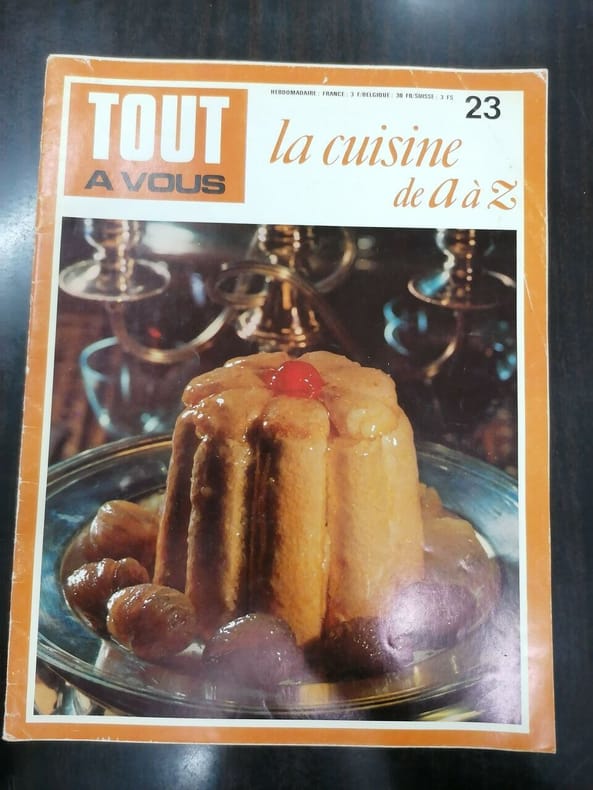 TOUT
A VOUS
HEBDOMADAIRE : FRANCE : 3 F/BELGIQUE : 30 FB/SUISSE : 3 FS
23
la cuisine
de a à z